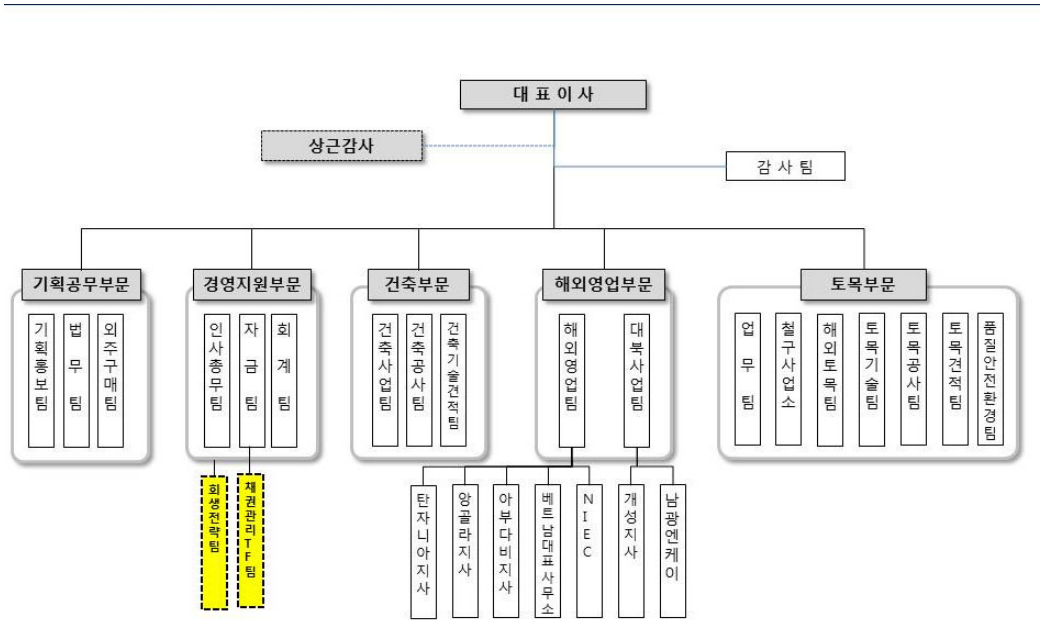 대 표 이 사
상근감사
감 사 팀
기획공무부문
경영지원부문
건축부문
해외영업부문
토목부문
기획홍보팀
법 무 팀
외주구매팀
인사총무팀
자 금 팀
회 계 팀
건축사업팀
건축공사팀
건축기술견적팀
해외영업팀
대북사업팀
업 무 팀
철구사업소
해외토목팀
토목기술팀
토목공사팀
토목견적팀
품질안전환경팀
회생전략팀
채권관리TF팀
탄자니아지사
앙골라지사
아부다비지사
베트남대표사무소
NIEC
개성지사
남광엔케이